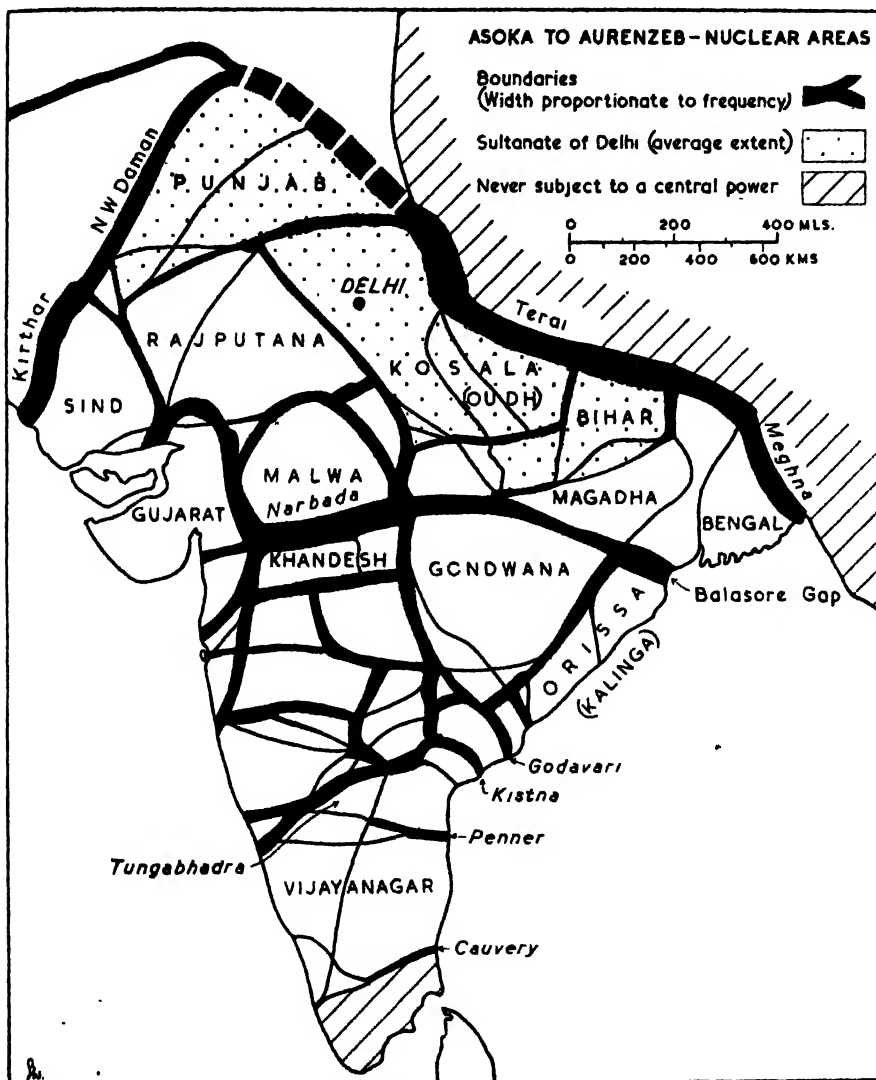 ASOKA TO AURENZEB–NUCLEAR AREAS
Boundaries
(Width proportionate to frequency)
Sultanate of Delhi (average extent)
Never subject to a central power
0 200 400 MLS.
0 200 400 600 KMS
NW Daman
PUNJAB
Kirthar
DELHI
RAJPUTANA
Terai
SIND
KOSALA
(OUDH)
BIHAR
Meghna
MALWA
Narbada
MAGADHA
GUJARAT
BENGAL
KHANDESH
GCNDWANA
Balasore Gap
ORISSA
(KALINGA)
Godavari
Kistna
Penner
Tungabhadra
VIJAYANAGAR
Cauvery